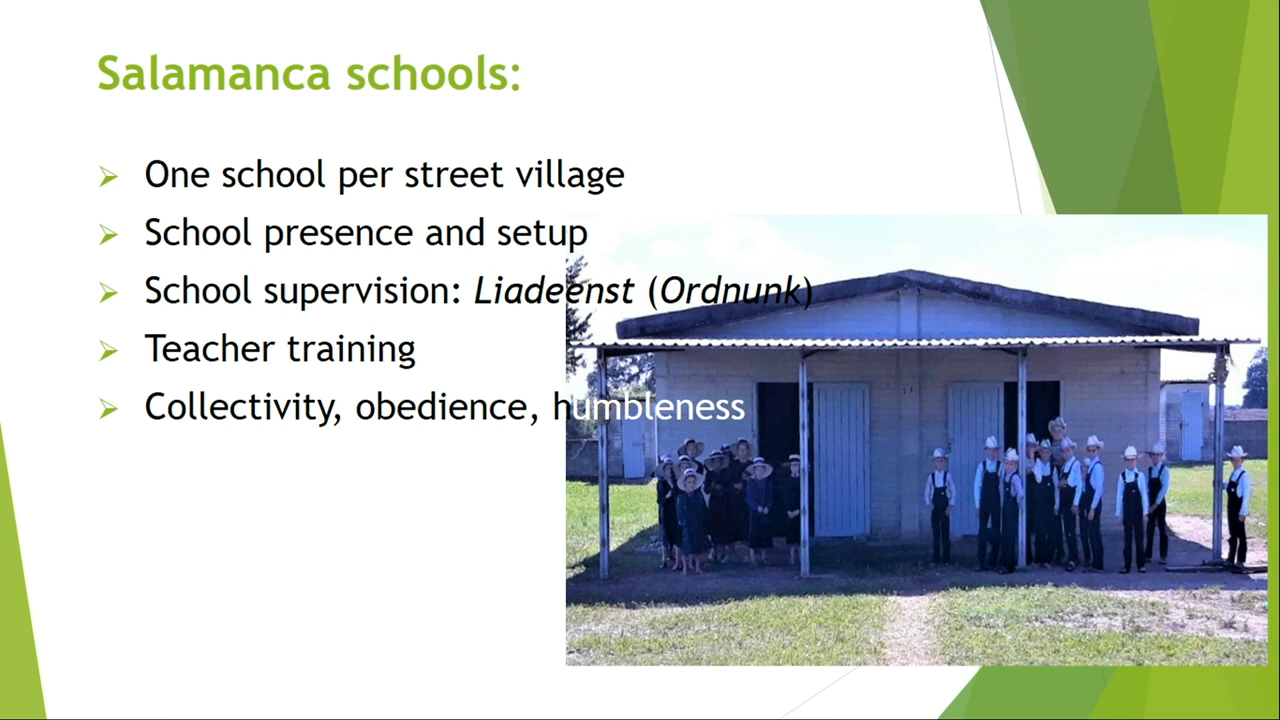 Salamanca schools:
One school per street village
School presence and setup
School supervision: Liadeenst (Ordnunk)
Teacher training
Collectivity, obedience, humbleness